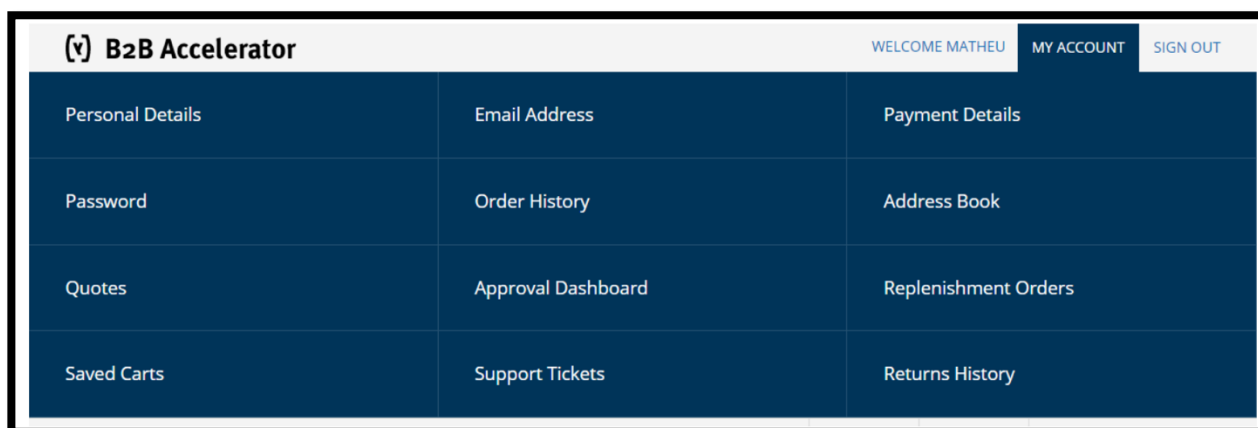 (y) B2B Accelerator WELCOME MATHEU MY ACCOUNT SIGN OUT
Personal Details Email Address Payment Details
Password Order History Address Book
Quotes Approval Dashboard Replenishment Orders
Saved Carts Support Tickets Returns History